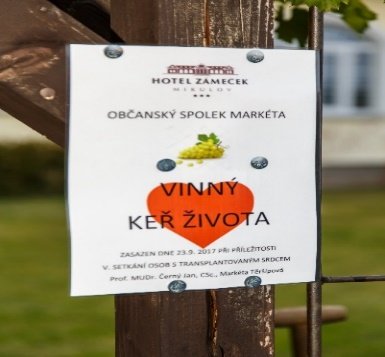 HOTEL ZÁMEČEK
MIKULOV
OBČANSKÝ SPOLEK MARKÉTA
VINNÝ
KEŘ ŽIVOTA
ZASAZEN DNE 23.9. 2017 PŘI PŘÍLEŽITOSTI
V. SETKÁNÍ OSOB S TRANSPLANTOVANÝM SRDCEM
Prof. MUDr. Černý Jan, CSc., Markéta Těršípová